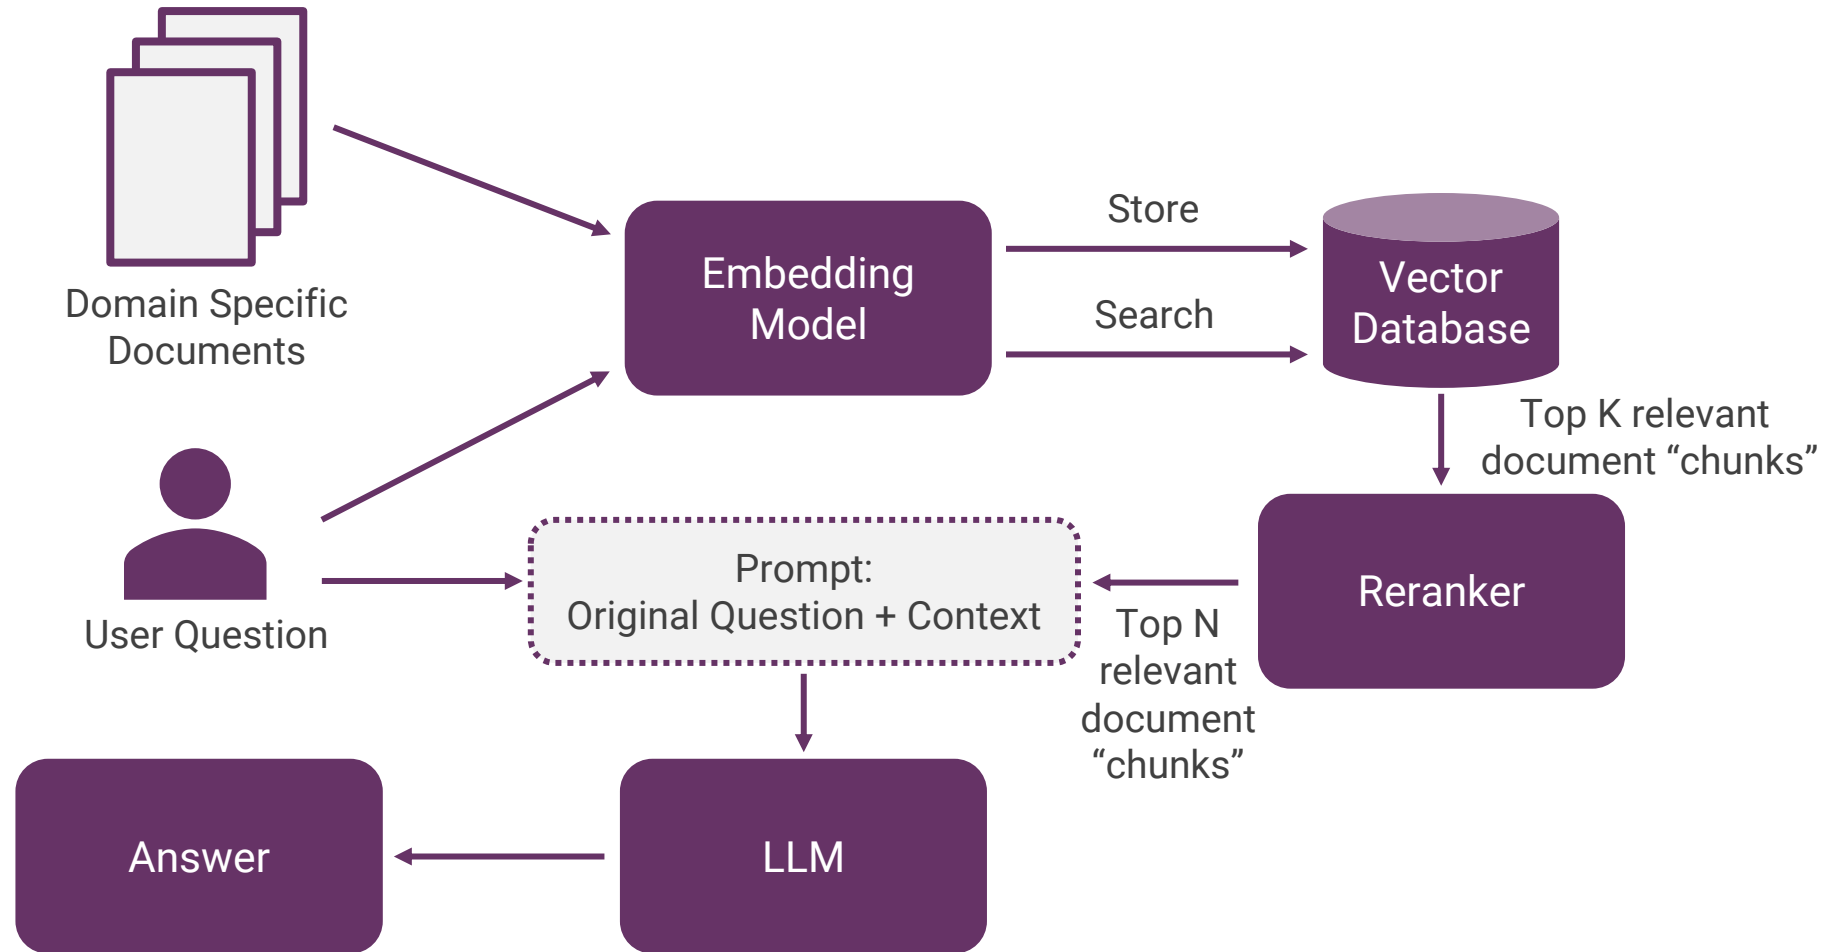 Domain Specific
Documents
Embedding
Model
Store
Search
Vector
Database
Top K relevant
document “chunks”
User Question
Prompt:
Original Question + Context
Top N
relevant
document
“chunks”
Reranker
Answer
LLM